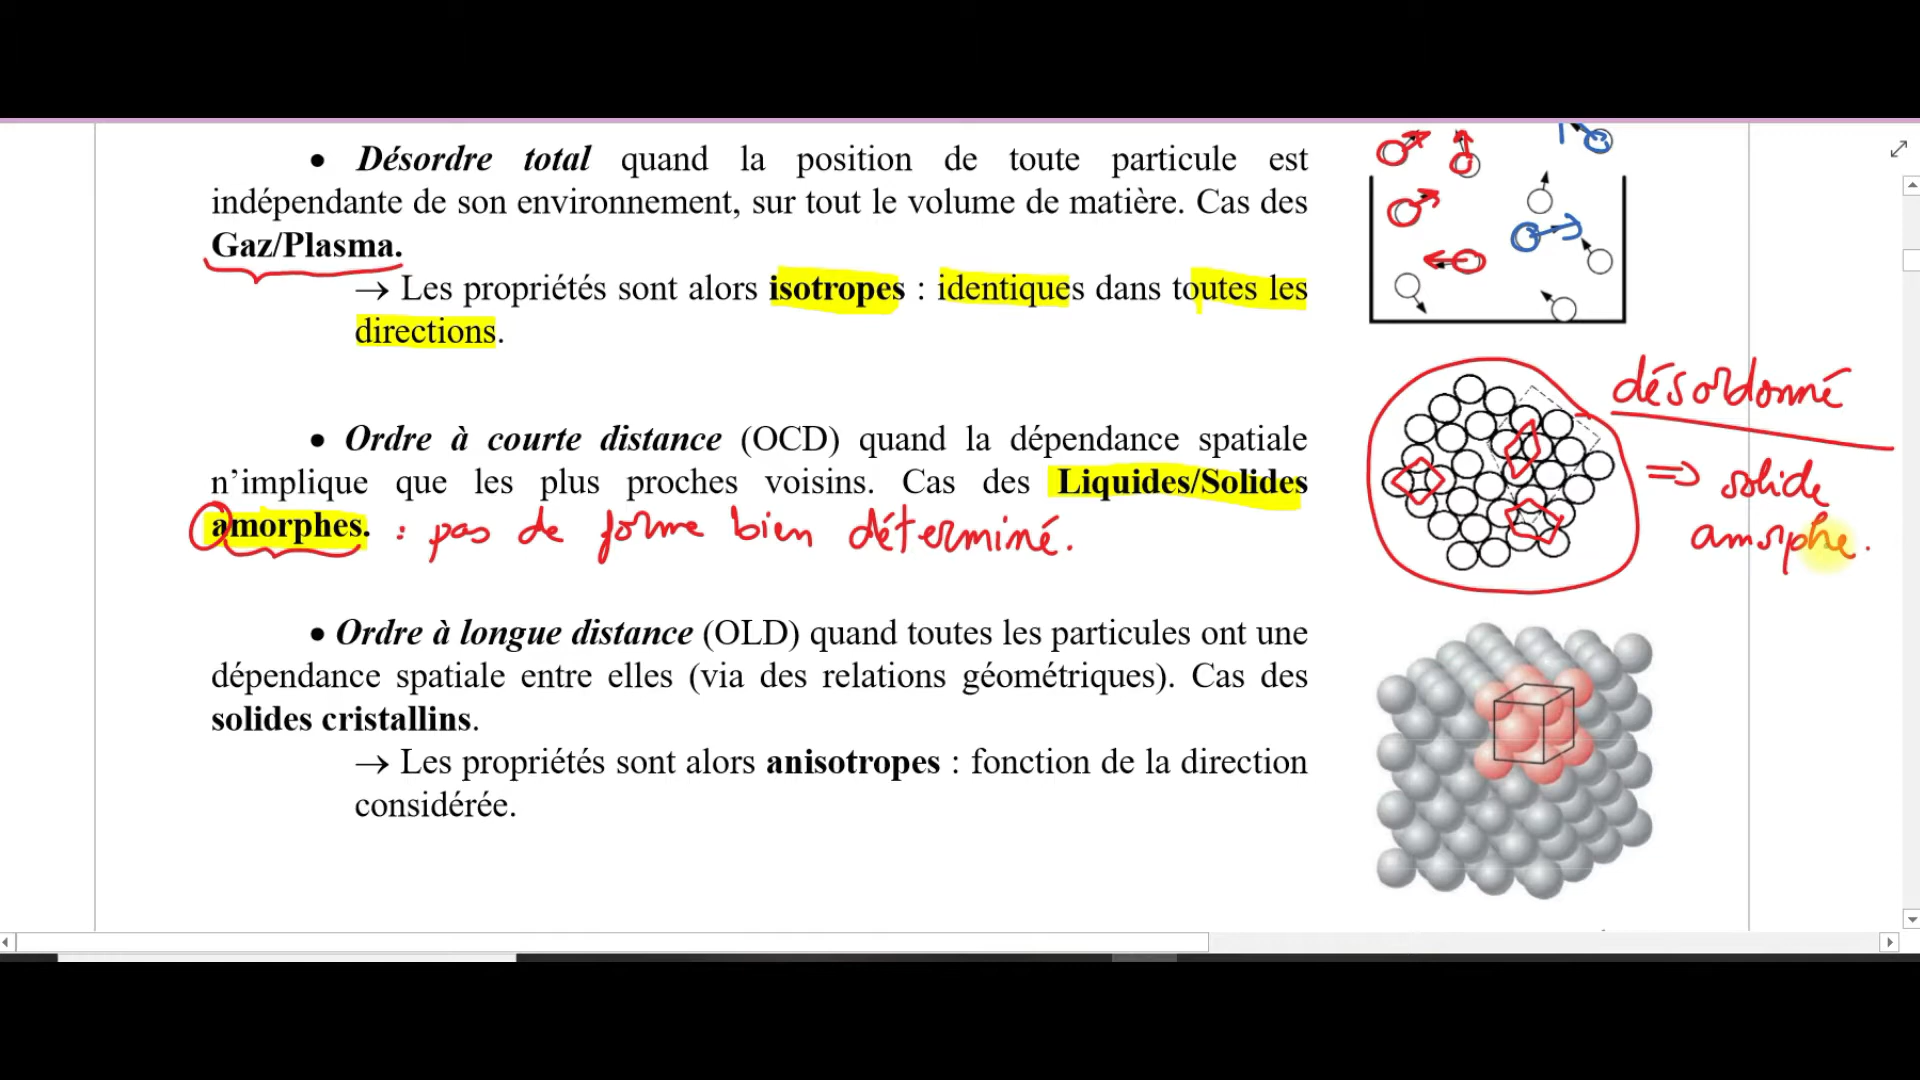 • Désordre total quand la position de toute particule est
indépendante de son environnement, sur tout le volume de matière. Cas des
Gaz/Plasma.
→ Les propriétés sont alors isotropes : identiques dans toutes les
directions.
• Ordre à courte distance (OCD) quand la dépendance spatiale
n’implique que les plus proches voisins. Cas des Liquides/Solides
amorphes. : pas de forme bien déterminé.
désordonné
⇒ solide
amorphe.
• Ordre à longue distance (OLD) quand toutes les particules ont une
dépendance spatiale entre elles (via des relations géométriques). Cas des
solides cristallins.
→ Les propriétés sont alors anisotropes : fonction de la direction
considérée.